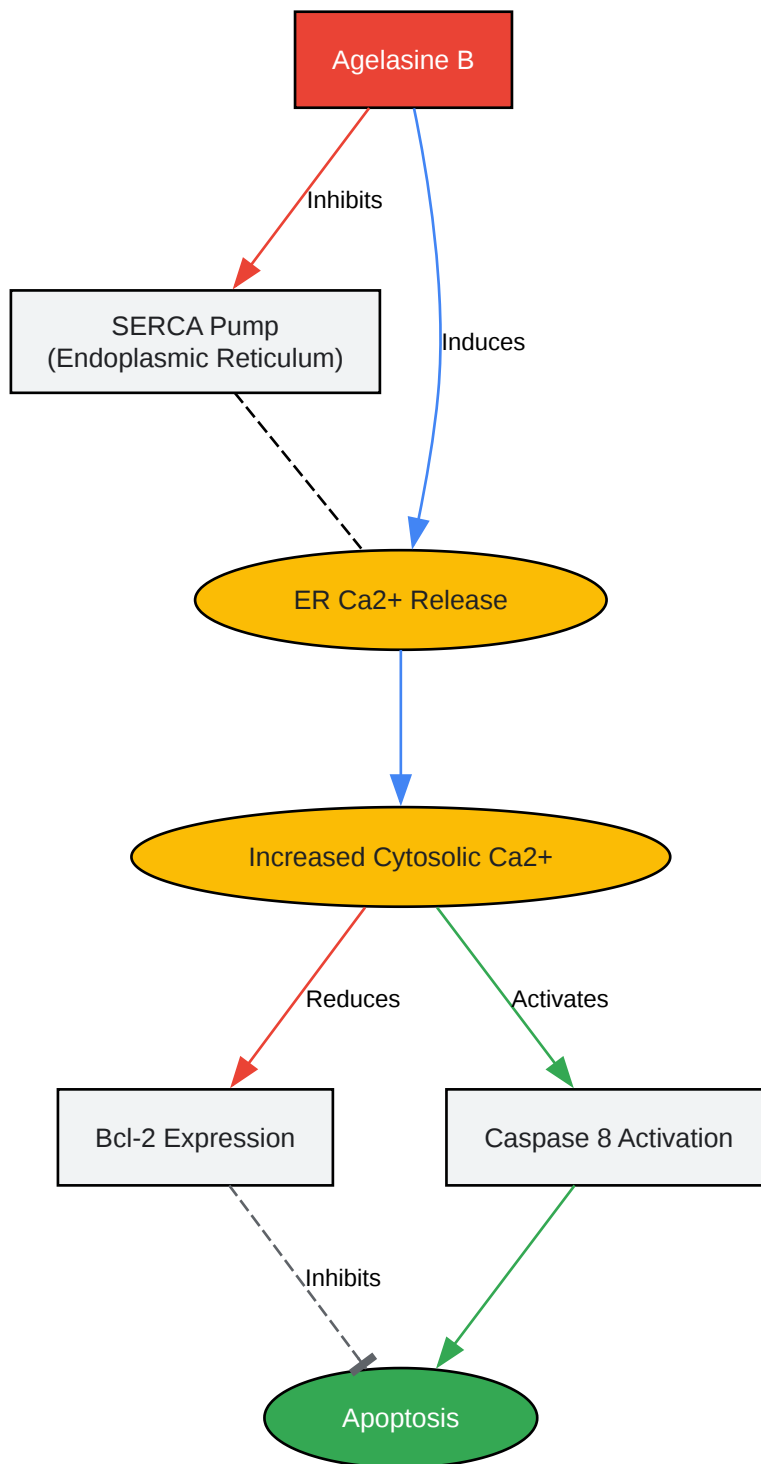 Agelasine B
Inhibits
SERCA Pump
(Endoplasmic Reticulum)
Induces
ER Ca2+ Release
Increased Cytosolic Ca2+
Reduces
Activates
Bcl-2 Expression
Caspase 8 Activation
Inhibits
Apoptosis